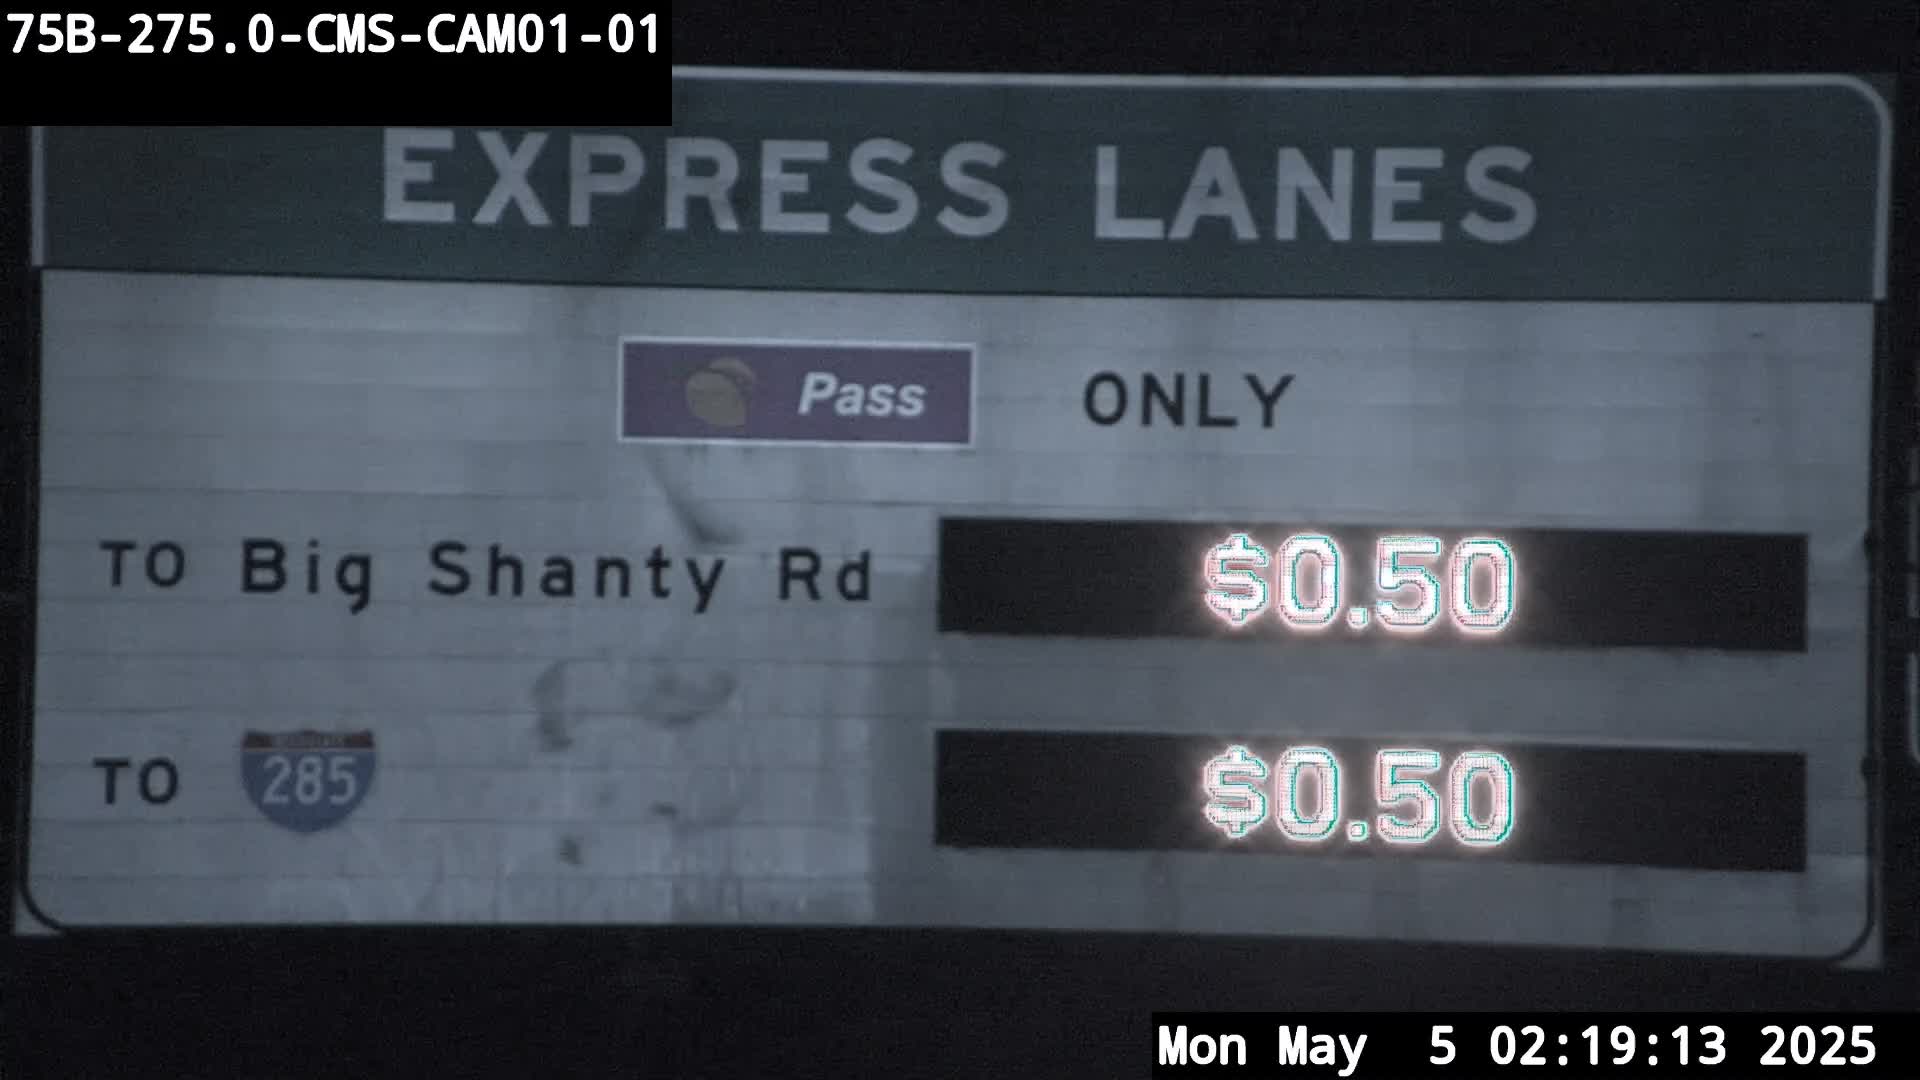 75B-275.0-CMS-CAM01-01
EXPRESS LANES
Pass ONLY
TO Big Shanty Rd $0.50
TO 285 $0.50
Mon May 5 02:19:13 2025